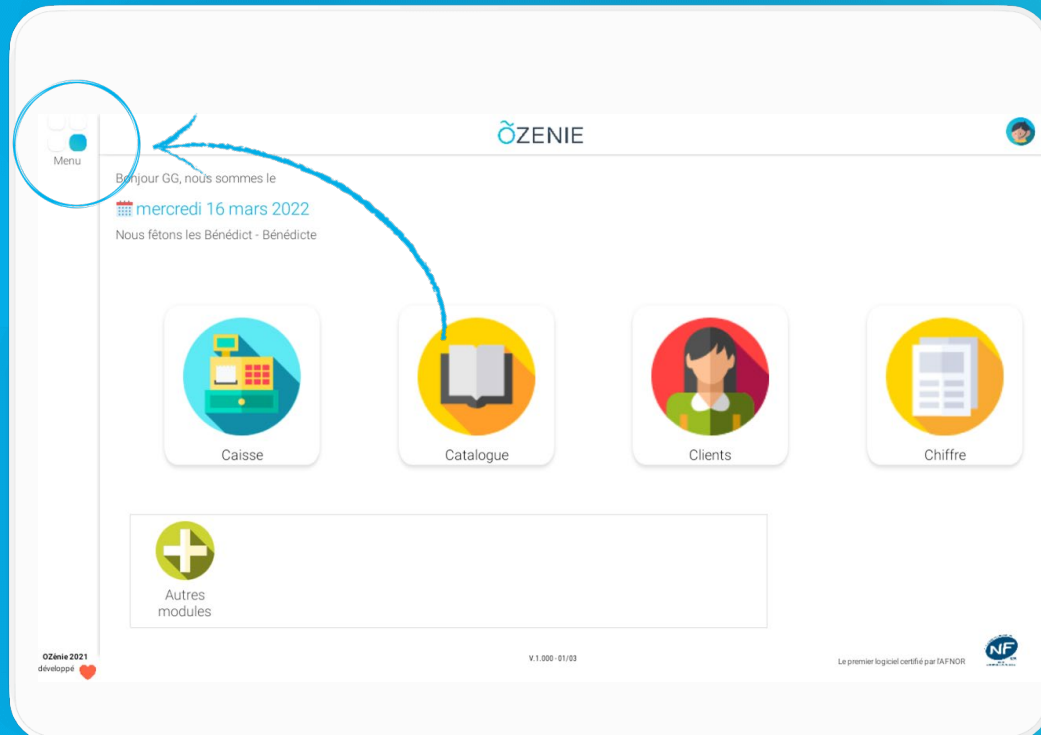 ÕZENIE
Menu
Bonjour GG, nous sommes le
mercredi 16 mars 2022
Nous fêtons les Bénédict - Bénédicte
Caisse
Catalogue
Clients
Chiffre
Autres
modules
OZénie 2021
développé
V.1.000 - 01/03
Le premier logiciel certifié par l'AFNOR
NF